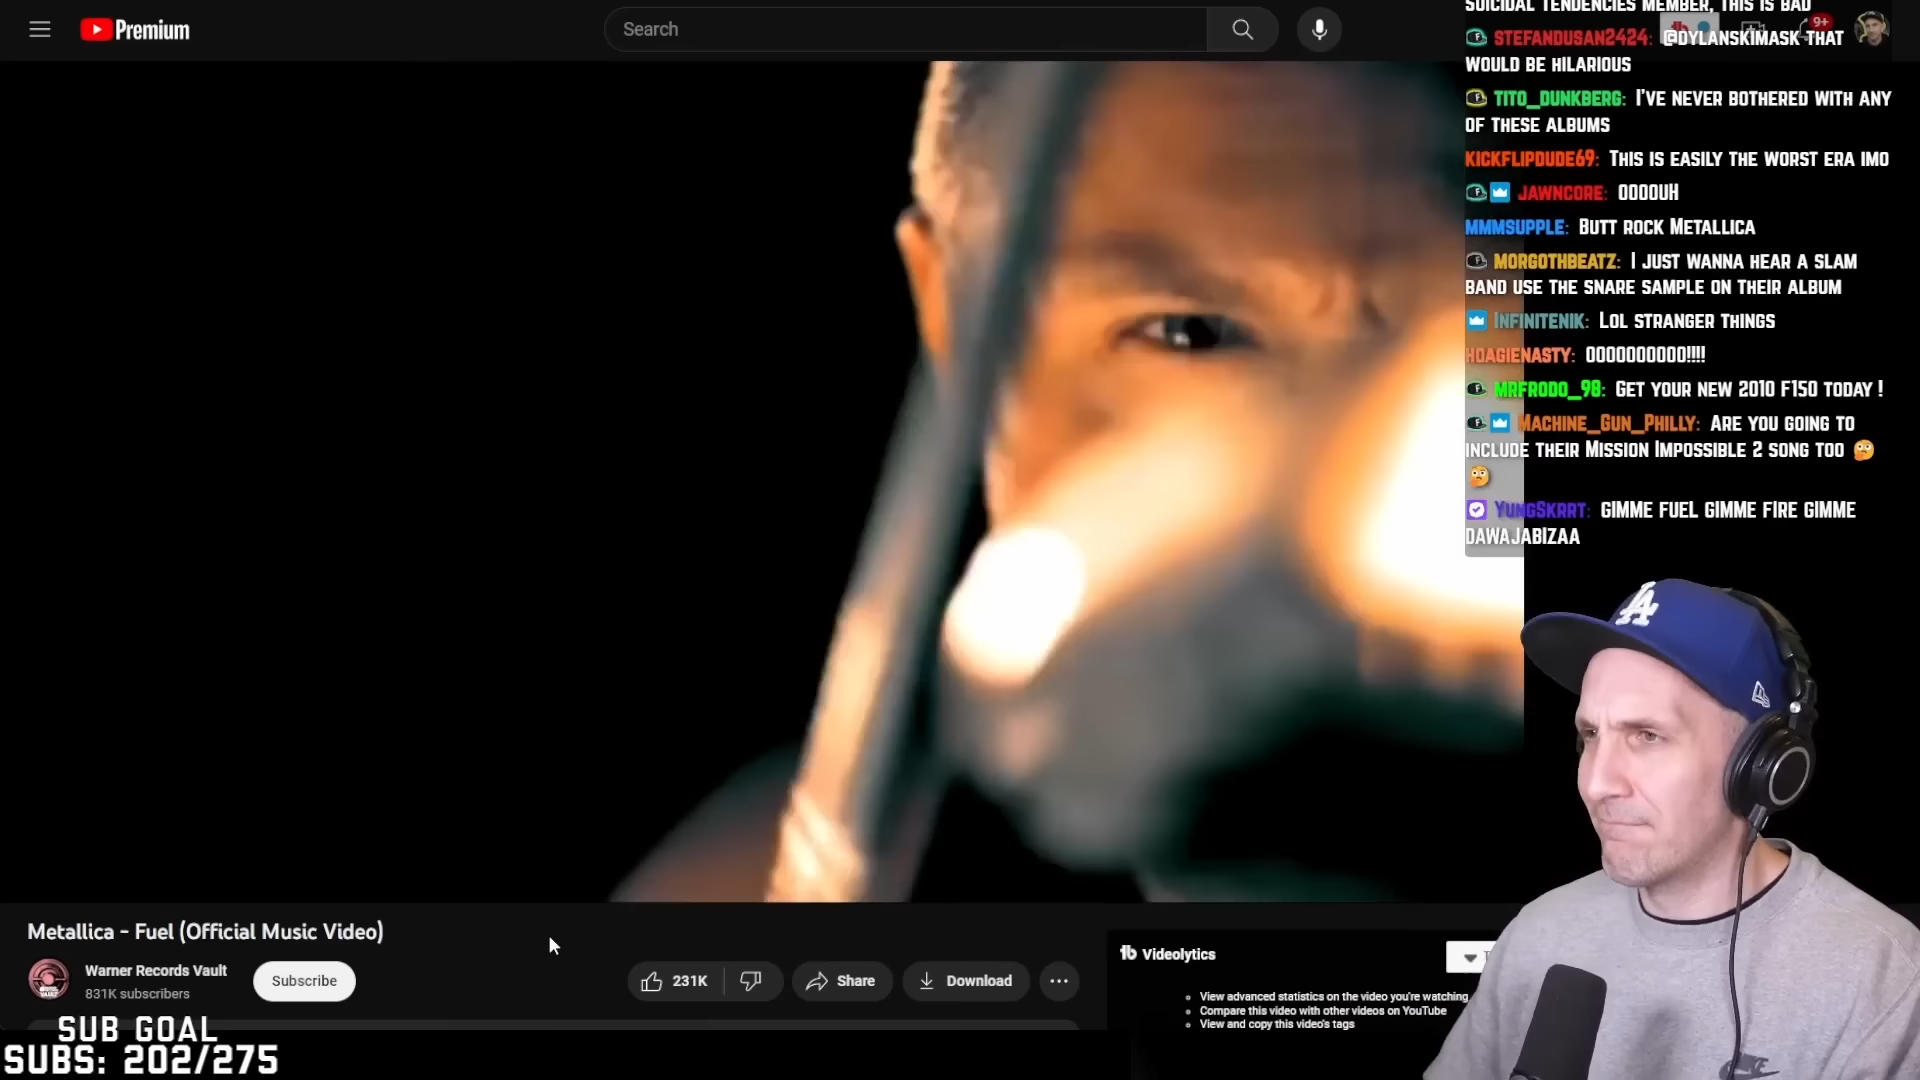 Premium
Search
9+
SUICIDAL TENDENCIES MEMBER, THIS IS BAD
STEFANDUSAN2424: @DYLANSKIMASK THAT
WOULD BE HILARIOUS
TITO_DUNKBERG: I'VE NEVER BOTHERED WITH ANY
OF THESE ALBUMS
KICKFLIPDUDE69: THIS IS EASILY THE WORST ERA IMO
JAWNCORE: OOOOUH
MMMSUPPLE: BUTT ROCK METALLICA
MORGOTHBEATZ: I JUST WANNA HEAR A SLAM
BAND USE THE SNARE SAMPLE ON THEIR ALBUM
INFINITENIK: LOL STRANGER THINGS
HOAGIENASTY: OOOOOOOOOO!!!!
MRFRODO_98: GET YOUR NEW 2010 F150 TODAY !
MACHINE_GUN_PHILLY: ARE YOU GOING TO
INCLUDE THEIR MISSION IMPOSSIBLE 2 SONG TOO 🤔
🤔
YUNGSKRRT: GIMME FUEL GIMME FIRE GIMME
DAWAJABIZAA
LA
Metallica - Fuel (Official Music Video)
Warner Records Vault
831K subscribers
Subscribe
231K
Share
Download
...
tb Videolytics
View advanced statistics on the video you're watching
Compare this video with other videos on YouTube
View and copy this video's tags
SUB GOAL
SUBS: 202/275